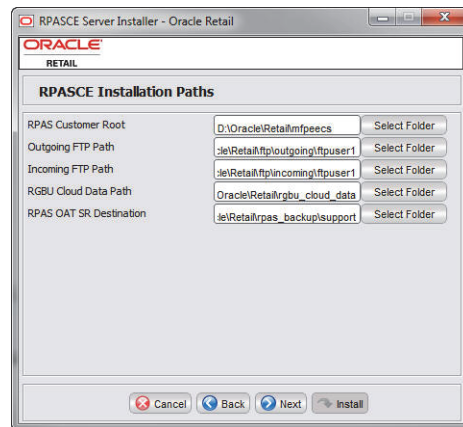 RPASCE Server Installer - Oracle Retail
ORACLE
RETAIL
RPASCE Installation Paths
RPAS Customer Root D:\Oracle\Retail\mfpeecs Select Folder
Outgoing FTP Path :le\Retail\ftp\outgoing\ftpuser1 Select Folder
Incoming FTP Path :le\Retail\ftp\incoming\ftpuser1 Select Folder
RGBU Cloud Data Path Oracle\Retail\rgbu_cloud_data Select Folder
RPAS OAT SR Destination :le\Retail\rpas_backup\support Select Folder
Cancel Back Next Install